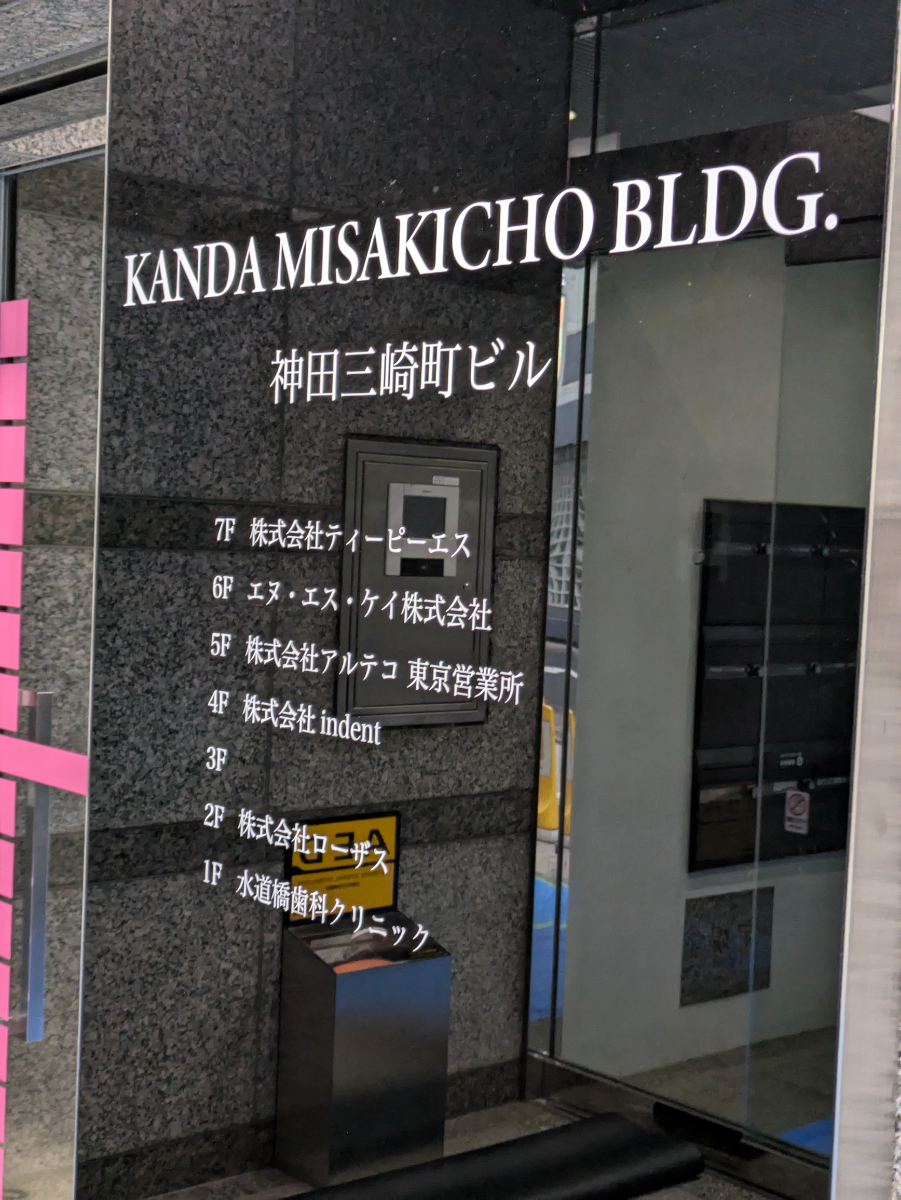 KANDA MISAKICHO BLDG.
神田三崎町ビル
7F 株式会社ティーピーエス
6F エヌ・エス・ケイ株式会社
5F 株式会社アルテコ 東京営業所
4F 株式会社 indent
3F
2F 株式会社ローザス
1F 水道橋歯科クリニック
AED